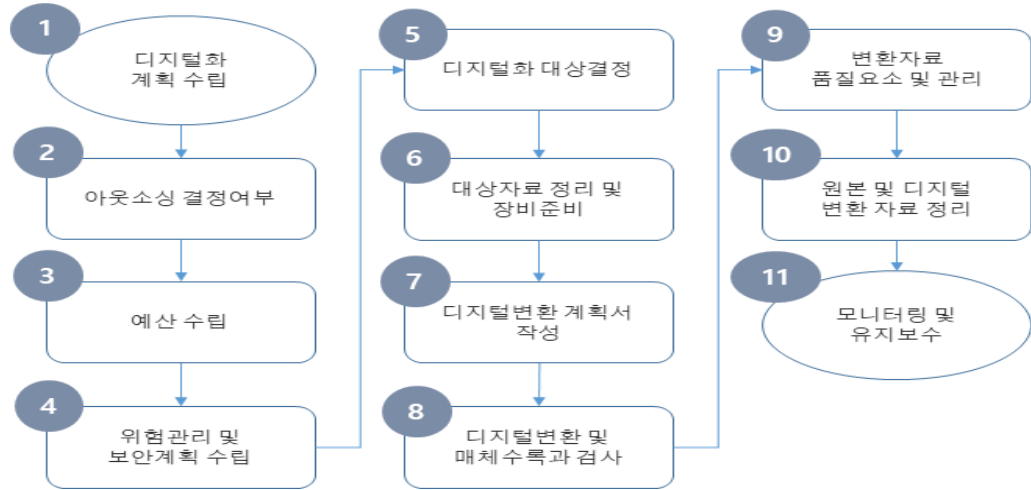 1
디지털화
계획 수립
2
아웃소싱 결정여부
3
예산 수립
4
위험관리 및
보안계획 수립
5
디지털화 대상결정
6
대상자료 정리 및
장비준비
7
디지털변환 계획서
작성
8
디지털변환 및
매체수록과 검사
9
변환자료
품질요소 및 관리
10
원본 및 디지털
변환 자료 정리
11
모니터링 및
유지보수